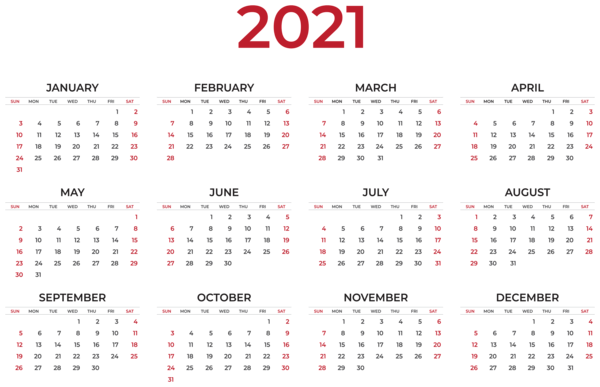 2021
JANUARY FEBRUARY MARCH APRIL
SUN MON TUE WED THU FRI SAT SUN MON TUE WED THU FRI SAT SUN MON TUE WED THU FRI SAT SUN MON TUE WED THU FRI SAT
1 2 1 2 3 4 5 6 1 2 3 4 5 6 1 2 3
3 4 5 6 7 8 9 7 8 9 10 11 12 13 7 8 9 10 11 12 13 4 5 6 7 8 9 10
10 11 12 13 14 15 16 14 15 16 17 18 19 20 14 15 16 17 18 19 20 11 12 13 14 15 16 17
17 18 19 20 21 22 23 21 22 23 24 25 26 27 21 22 23 24 25 26 27 18 19 20 21 22 23 24
24 25 26 27 28 29 30 28 28 29 30 31 25 26 27 28 29 30
31
MAY JUNE JULY AUGUST
SUN MON TUE WED THU FRI SAT SUN MON TUE WED THU FRI SAT SUN MON TUE WED THU FRI SAT SUN MON TUE WED THU FRI SAT
1 1 2 3 4 5 1 2 3 1 2 3 4 5 6 7
2 3 4 5 6 7 8 6 7 8 9 10 11 12 4 5 6 7 8 9 10 8 9 10 11 12 13 14
9 10 11 12 13 14 15 13 14 15 16 17 18 19 11 12 13 14 15 16 17 15 16 17 18 19 20 21
16 17 18 19 20 21 22 20 21 22 23 24 25 26 18 19 20 21 22 23 24 22 23 24 25 26 27 28
23 24 25 26 27 28 29 27 28 29 30 25 26 27 28 29 30 31 29 30 31
30 31
SEPTEMBER OCTOBER NOVEMBER DECEMBER
SUN MON TUE WED THU FRI SAT SUN MON TUE WED THU FRI SAT SUN MON TUE WED THU FRI SAT SUN MON TUE WED THU FRI SAT
1 2 3 4 1 2 1 2 3 4 5 6 1 2 3 4
5 6 7 8 9 10 11 3 4 5 6 7 8 9 7 8 9 10 11 12 13 5 6 7 8 9 10 11
12 13 14 15 16 17 18 10 11 12 13 14 15 16 14 15 16 17 18 19 20 12 13 14 15 16 17 18
19 20 21 22 23 24 25 17 18 19 20 21 22 23 21 22 23 24 25 26 27 19 20 21 22 23 24 25
26 27 28 29 30 24 25 26 27 28 29 30 28 29 30 26 27 28 29 30 31
31